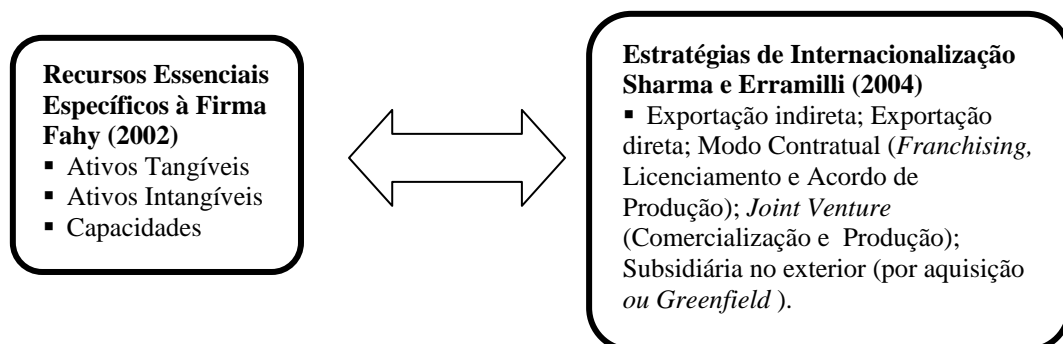 Recursos Essenciais
Específicos à Firma
Fahy (2002)
▪ Ativos Tangíveis
▪ Ativos Intangíveis
▪ Capacidades
Estratégias de Internacionalização
Sharma e Erramilli (2004)
▪ Exportação indireta; Exportação
direta; Modo Contratual (Franchising,
Licenciamento e Acordo de
Produção); Joint Venture
(Comercialização e Produção);
Subsidiária no exterior (por aquisição
ou Greenfield ).